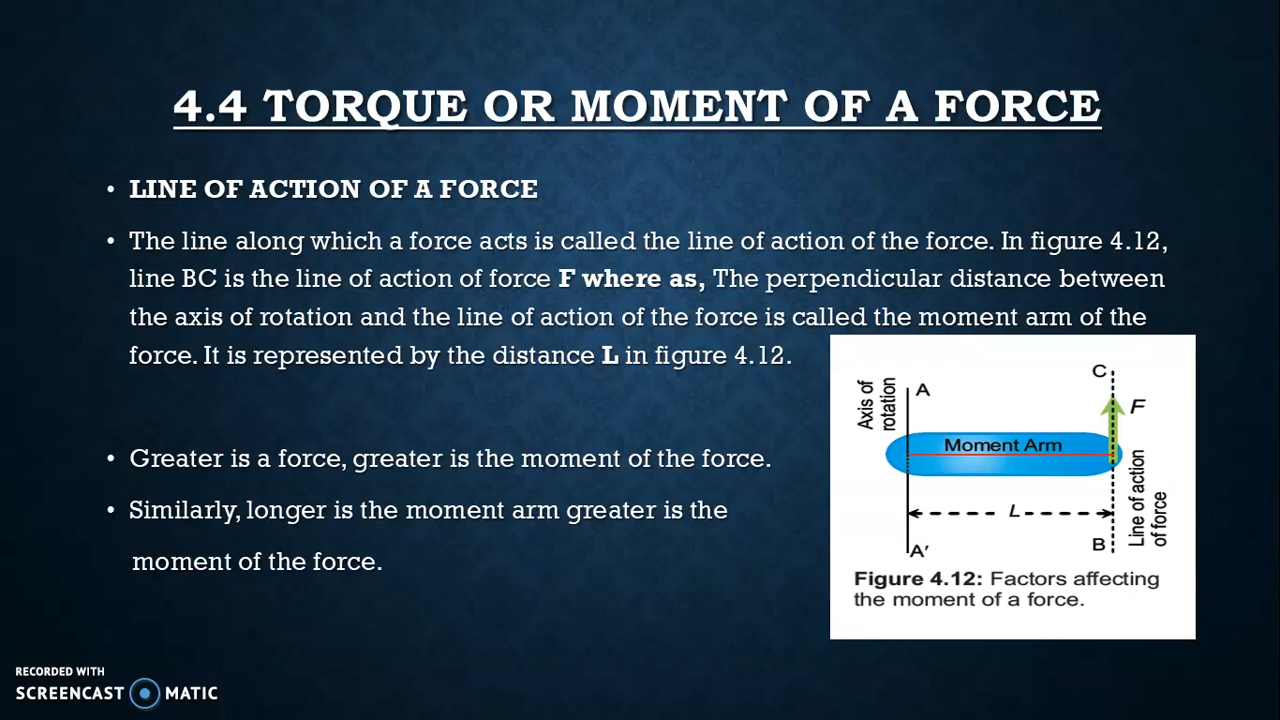 4.4 TORQUE OR MOMENT OF A FORCE
• LINE OF ACTION OF A FORCE
• The line along which a force acts is called the line of action of the force. In figure 4.12,
line BC is the line of action of force F where as, The perpendicular distance between
the axis of rotation and the line of action of the force is called the moment arm of the
force. It is represented by the distance L in figure 4.12.
• Greater is a force, greater is the moment of the force.
• Similarly, longer is the moment arm greater is the
moment of the force.
Axis of
rotation
A
C
F
Moment Arm
L
Line of action
of force
A′
B
Figure 4.12: Factors affecting
the moment of a force.
RECORDED WITH
SCREENCAST MATIC